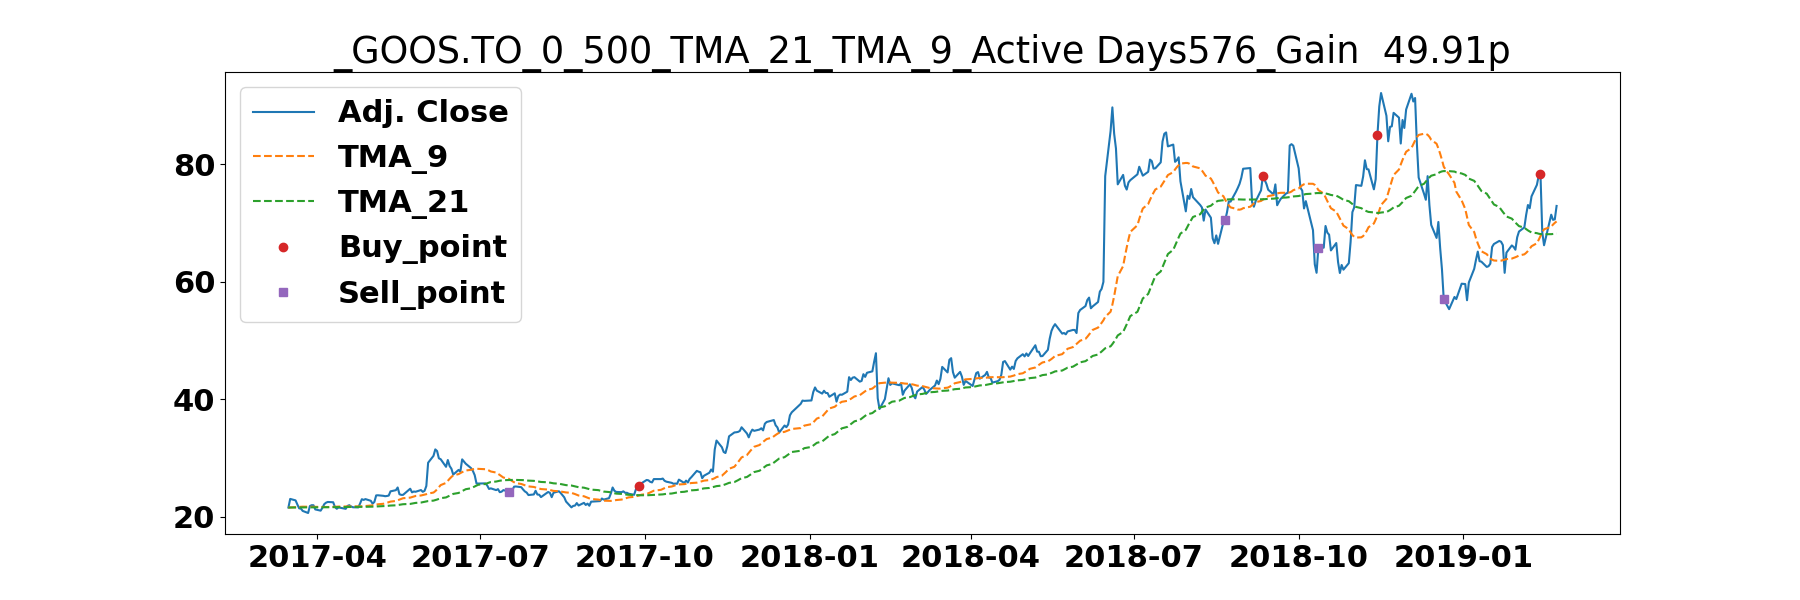 _GOOS.TO_0_500_TMA_21_TMA_9_Active Days576_Gain  49.91p
Adj. Close
TMA_9
TMA_21
Buy_point
Sell_point
80
60
40
20
2017-04 2017-07 2017-10 2018-01 2018-04 2018-07 2018-10 2019-01